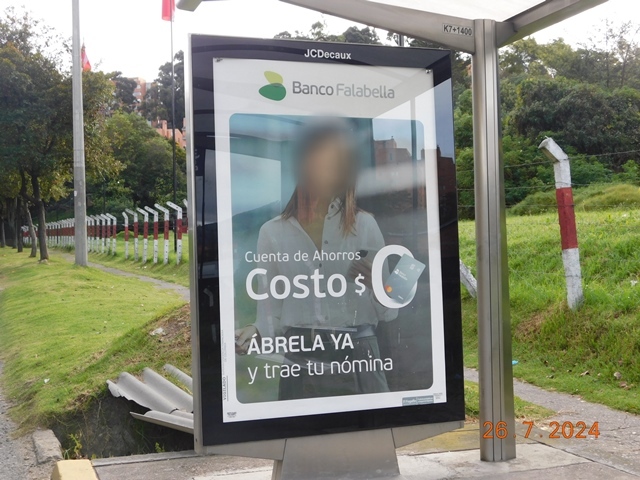 K7+1400
JCDecaux
Banco Falabella
Cuenta de Ahorros
Costo $0
ÁBRELA YA
y trae tu nómina
26.7.2024